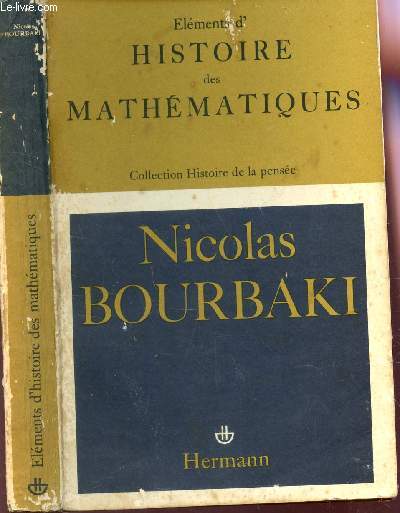 Le-livre.com
Nicolas
BOURBAKI
Eléments d'histoire des mathématiques
Eléments d'
HISTOIRE
des
MATHÉMATIQUES
Collection Histoire de la pensée
Nicolas
BOURBAKI
Hermann